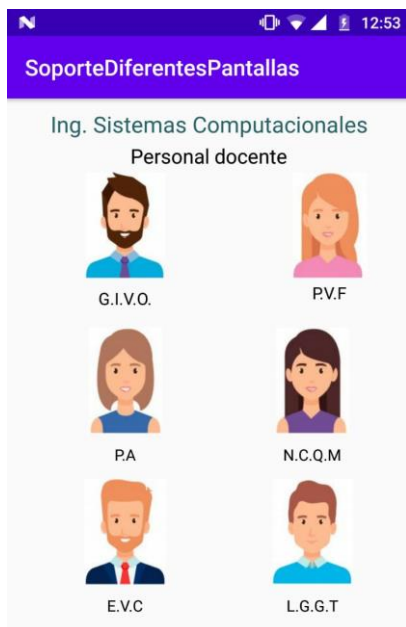 12:53
SoporteDiferentesPantallas
Ing. Sistemas Computacionales
Personal docente
G.I.V.O.
P.V.F
P.A
N.C.Q.M
E.V.C
L.G.G.T